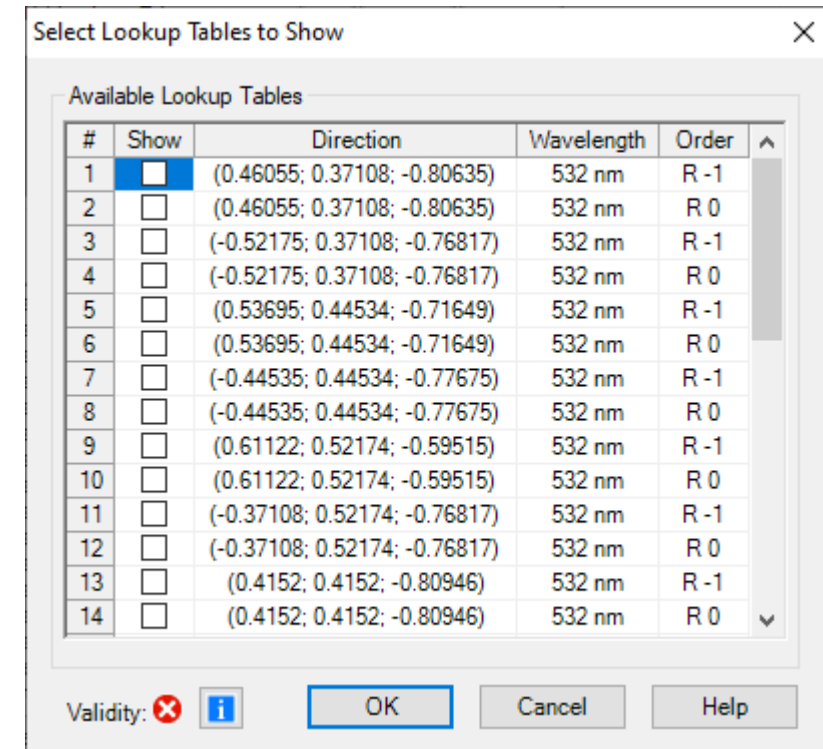 Select Lookup Tables to Show
Available Lookup Tables
# Show Direction Wavelength Order
1 (0.46055; 0.37108; -0.80635) 532 nm R -1
2 (0.46055; 0.37108; -0.80635) 532 nm R 0
3 (-0.52175; 0.37108; -0.76817) 532 nm R -1
4 (-0.52175; 0.37108; -0.76817) 532 nm R 0
5 (0.53695; 0.44534; -0.71649) 532 nm R -1
6 (0.53695; 0.44534; -0.71649) 532 nm R 0
7 (-0.44535; 0.44534; -0.77675) 532 nm R -1
8 (-0.44535; 0.44534; -0.77675) 532 nm R 0
9 (0.61122; 0.52174; -0.59515) 532 nm R -1
10 (0.61122; 0.52174; -0.59515) 532 nm R 0
11 (-0.37108; 0.52174; -0.76817) 532 nm R -1
12 (-0.37108; 0.52174; -0.76817) 532 nm R 0
13 (0.4152; 0.4152; -0.80946) 532 nm R -1
14 (0.4152; 0.4152; -0.80946) 532 nm R 0
Validity: OK Cancel Help